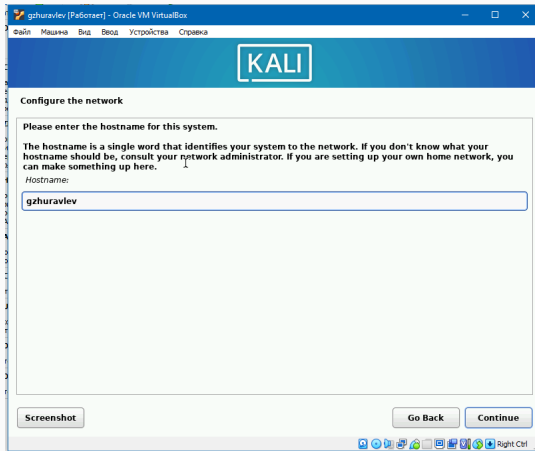 gzhuravlev [Работает] - Oracle VM VirtualBox
Файл Машина Вид Ввод Устройства Справка
KALI
Configure the network
Please enter the hostname for this system.
The hostname is a single word that identifies your system to the network. If you don't know what your
hostname should be, consult your network administrator. If you are setting up your own home network, you
can make something up here.
Hostname:
gzhuravlev
Screenshot Go Back Continue
Right Ctrl